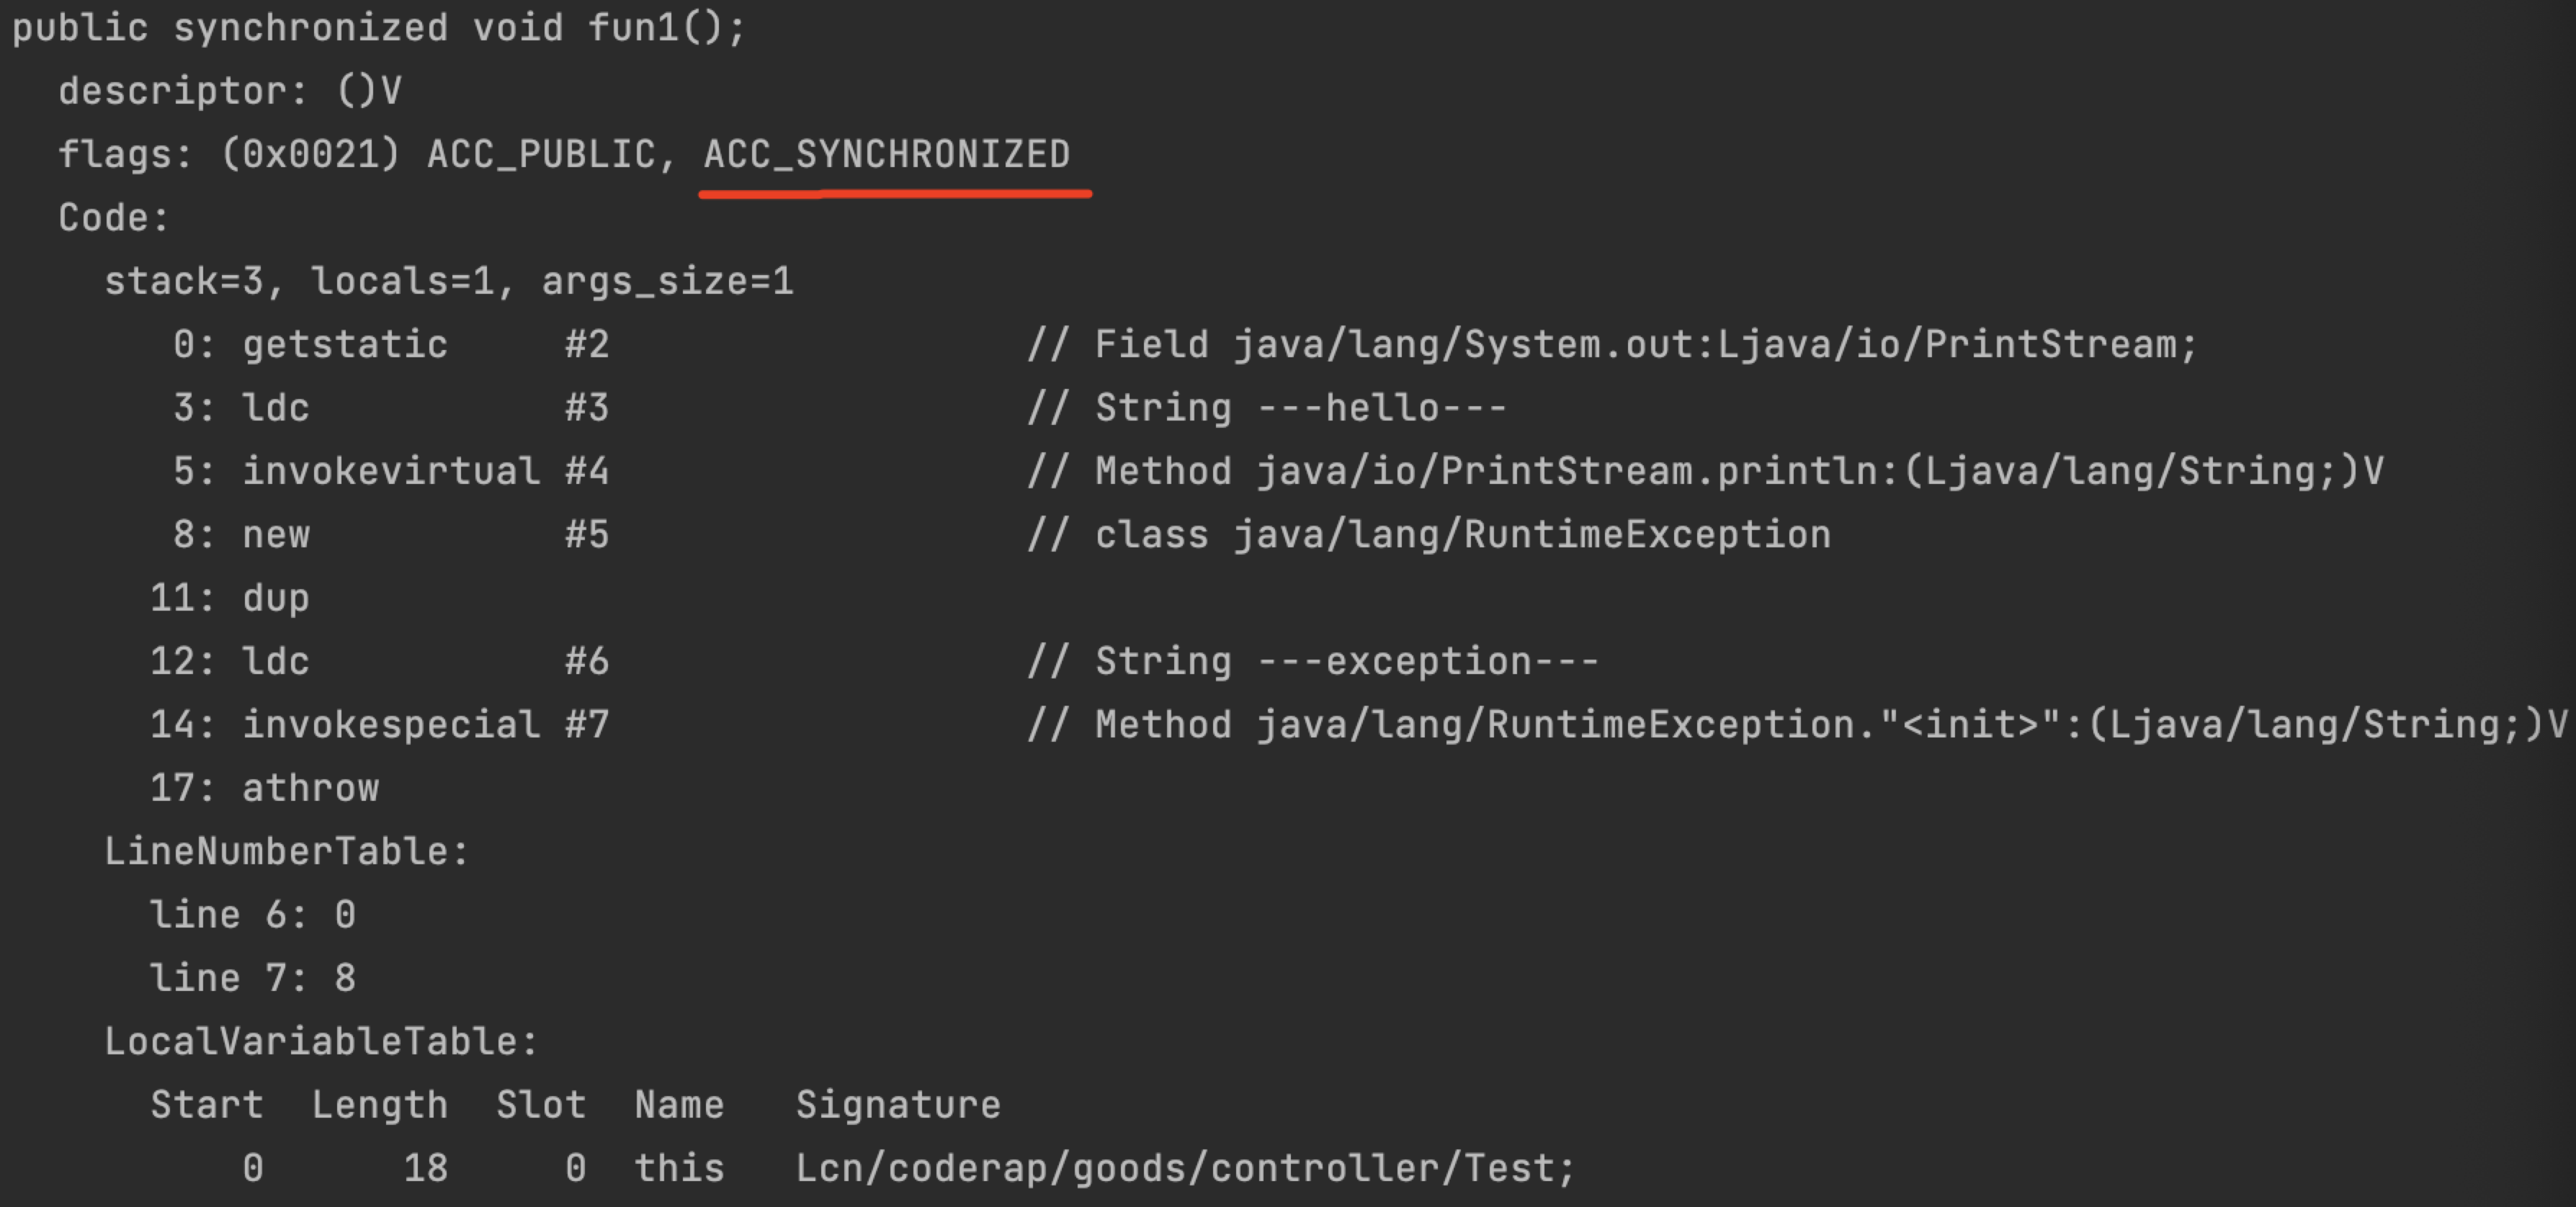 public synchronized void fun1();
descriptor: ()V
flags: (0x0021) ACC_PUBLIC, ACC_SYNCHRONIZED
Code:
stack=3, locals=1, args_size=1
0: getstatic #2 // Field java/lang/System.out:Ljava/io/PrintStream;
3: ldc #3 // String ---hello---
5: invokevirtual #4 // Method java/io/PrintStream.println:(Ljava/lang/String;)V
8: new #5 // class java/lang/RuntimeException
11: dup
12: ldc #6 // String ---exception---
14: invokespecial #7 // Method java/lang/RuntimeException."<init>":(Ljava/lang/String;)V
17: athrow
LineNumberTable:
line 6: 0
line 7: 8
LocalVariableTable:
Start Length Slot Name Signature
0 18 0 this Lcn/coderap/goods/controller/Test;